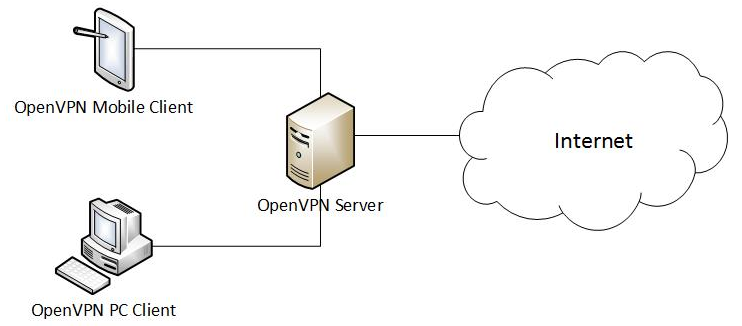 OpenVPN Mobile Client
Internet
OpenVPN Server
OpenVPN PC Client